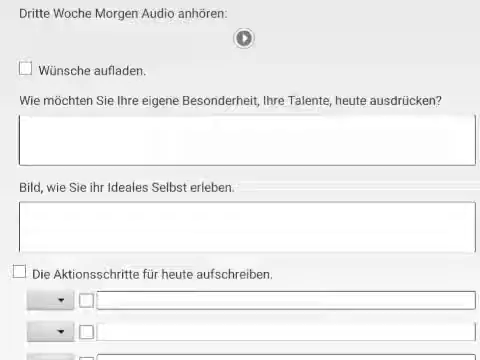 Dritte Woche Morgen Audio anhören:
Wünsche aufladen.
Wie möchten Sie Ihre eigene Besonderheit, Ihre Talente, heute ausdrücken?
Bild, wie Sie ihr Ideales Selbst erleben.
Die Aktionsschritte für heute aufschreiben.